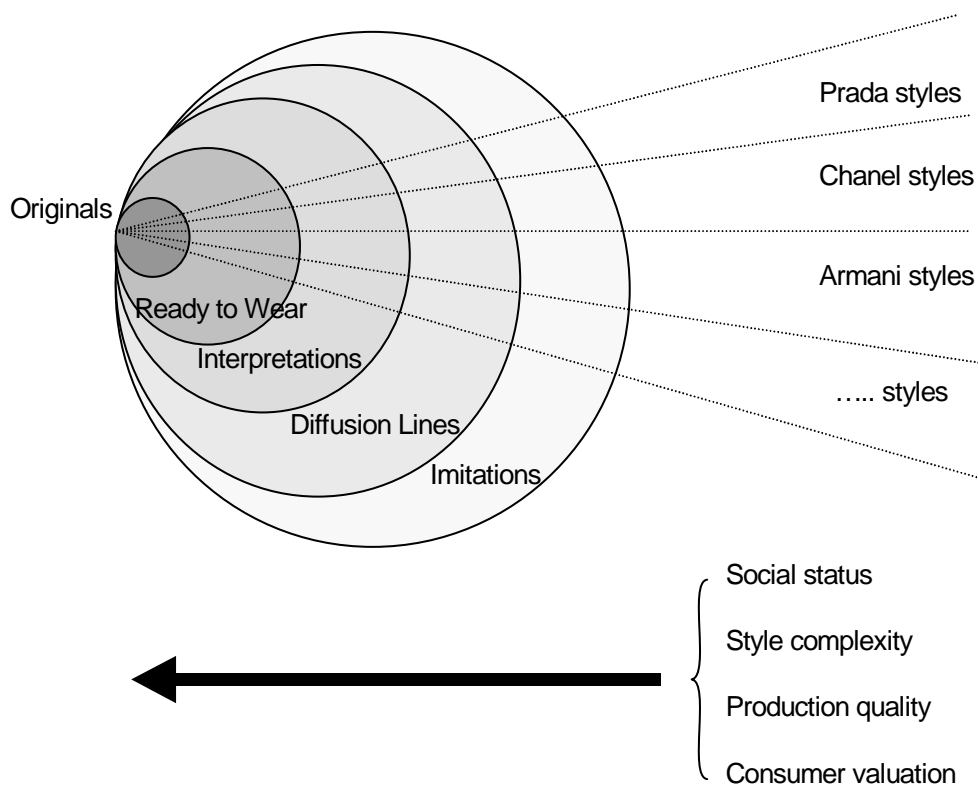 Prada styles
Chanel styles
Originals
Armani styles
Ready to Wear
Interpretations
….. styles
Diffusion Lines
Imitations
Social status
Style complexity
Production quality
Consumer valuation